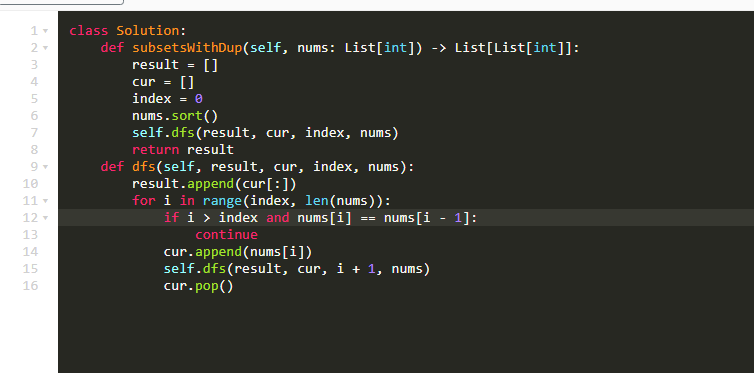 1 class Solution:
2     def subsetsWithDup(self, nums: List[int]) -> List[List[int]]:
3         result = []
4         cur = []
5         index = 0
6         nums.sort()
7         self.dfs(result, cur, index, nums)
8         return result
9     def dfs(self, result, cur, index, nums):
10         result.append(cur[:])
11         for i in range(index, len(nums)):
12             if i > index and nums[i] == nums[i - 1]:
13                 continue
14             cur.append(nums[i])
15             self.dfs(result, cur, i + 1, nums)
16             cur.pop()